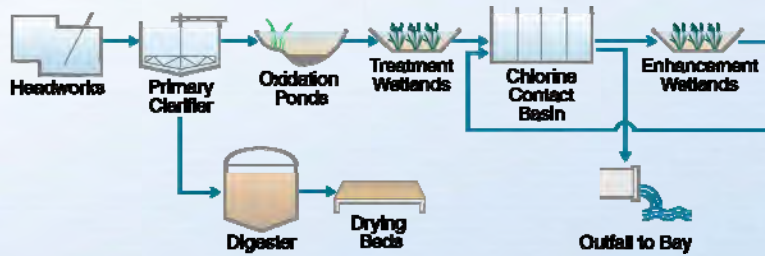 Headworks
Primary
Clarifier
Oxidation
Ponds
Treatment
Wetlands
Chlorine
Contact
Basin
Enhancement
Wetlands
Digester
Drying
Beds
Outfall to Bay